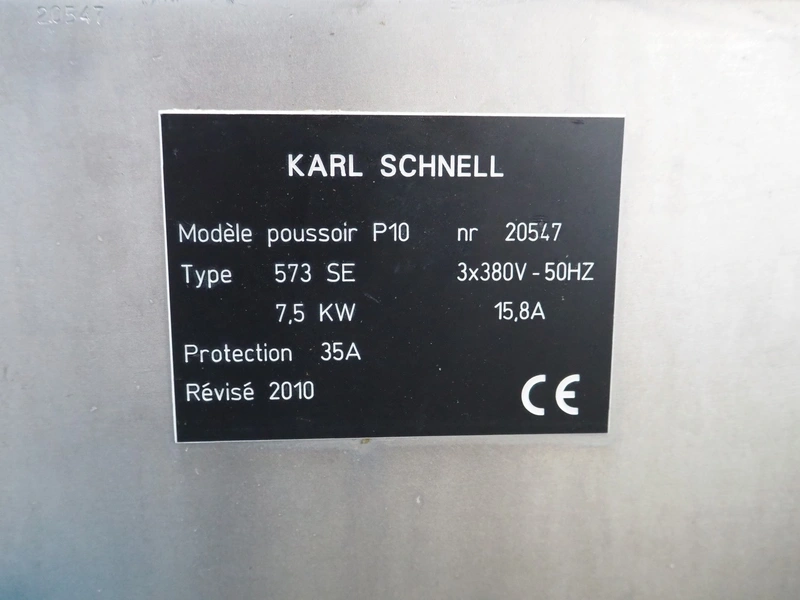 20547
KARL SCHNELL
Modèle poussoir P10 nr 20547
Type 573 SE 3x380V - 50HZ
7,5 KW 15,8A
Protection 35A
Révisé 2010
CE